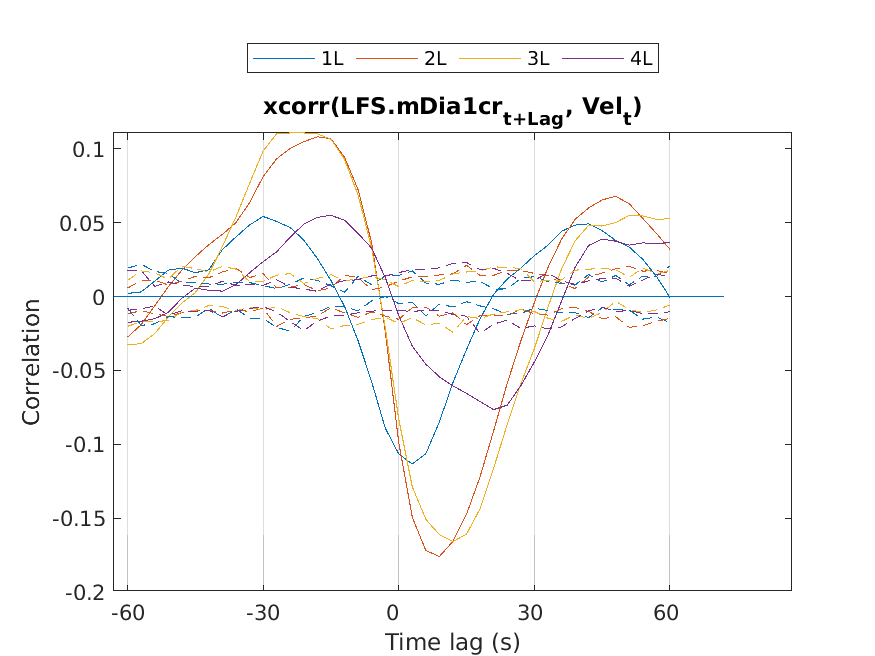 1L 2L 3L 4L
xcorr(LFS.mDia1cr_{t+Lag}, Vel_t)
0.1
0.05
0
-0.05
-0.1
-0.15
-0.2
Correlation
-60 -30 0 30 60
Time lag (s)